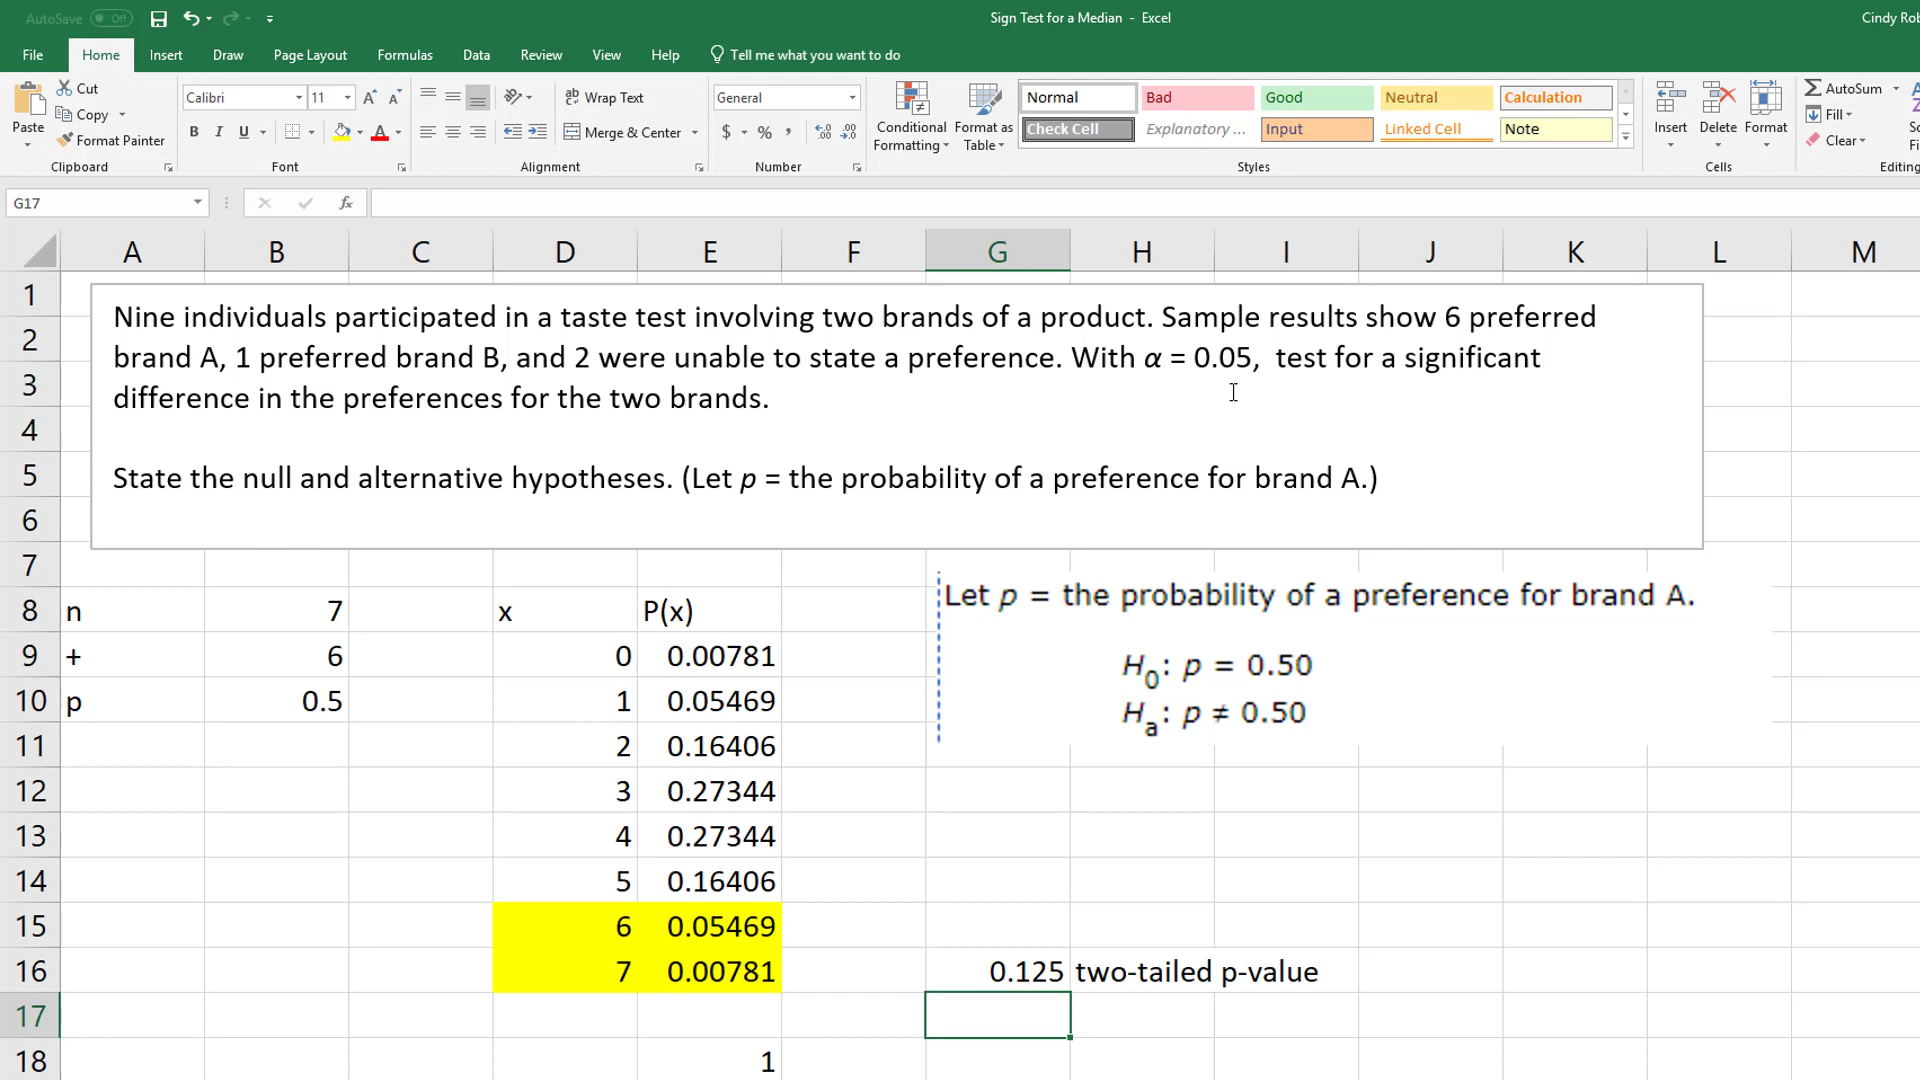 AutoSave Off
Sign Test for a Median - Excel
File Home Insert Draw Page Layout Formulas Data Review View Help Tell me what you want to do
Paste
Cut
Copy
Format Painter
Clipboard
Calibri 11
B I U
Font
Wrap Text
Merge & Center
Alignment
General
$ % ,
Number
Conditional Formatting
Format as Table
Normal Bad Good Neutral Calculation
Check Cell Explanatory ... Input Linked Cell Note
Styles
Insert Delete Format
Cells
AutoSum
Fill
Clear
Editing
G17
fx
A B C D E F G H I J K L M
1
2
3
4
5
6
7
Nine individuals participated in a taste test involving two brands of a product. Sample results show 6 preferred
brand A, 1 preferred brand B, and 2 were unable to state a preference. With α = 0.05, test for a significant
difference in the preferences for the two brands.
State the null and alternative hypotheses. (Let p = the probability of a preference for brand A.)
Let p = the probability of a preference for brand A.
H0: p = 0.50
Ha: p ≠ 0.50
8 n 7 x P(x)
9 + 6 0 0.00781
10 p 0.5 1 0.05469
11 2 0.16406
12 3 0.27344
13 4 0.27344
14 5 0.16406
15 6 0.05469
16 7 0.00781 0.125 two-tailed p-value
17
18 1